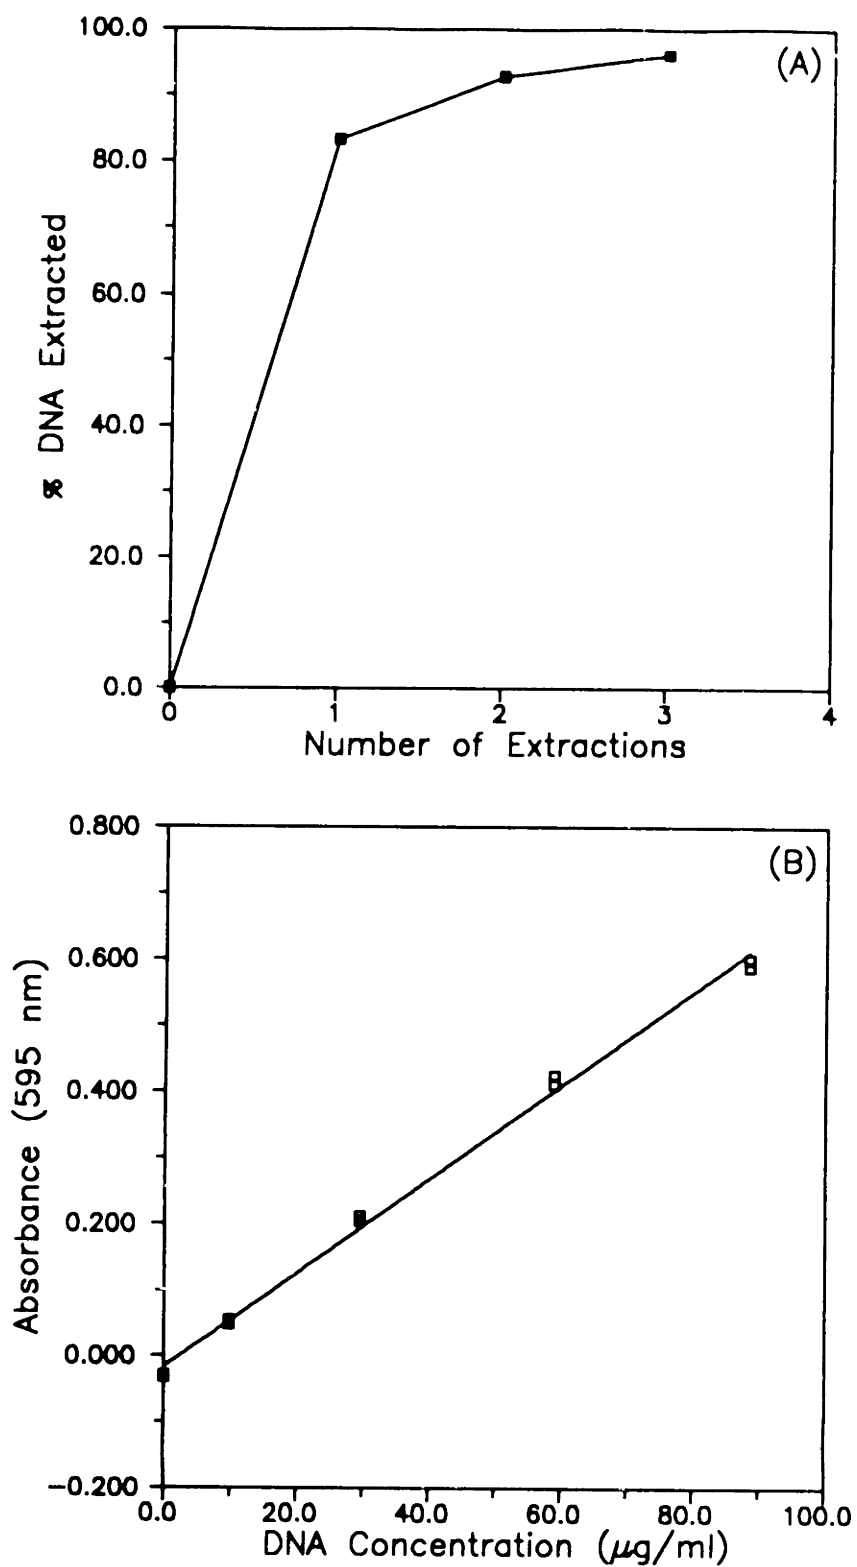 100.0
(A)
80.0
60.0
40.0
20.0
0.0
% DNA Extracted
0 1 2 3 4
Number of Extractions
0.800
(B)
0.600
0.400
0.200
0.000
-0.200
Absorbance (595 nm)
0.0 20.0 40.0 60.0 80.0 100.0
DNA Concentration (μg/ml)